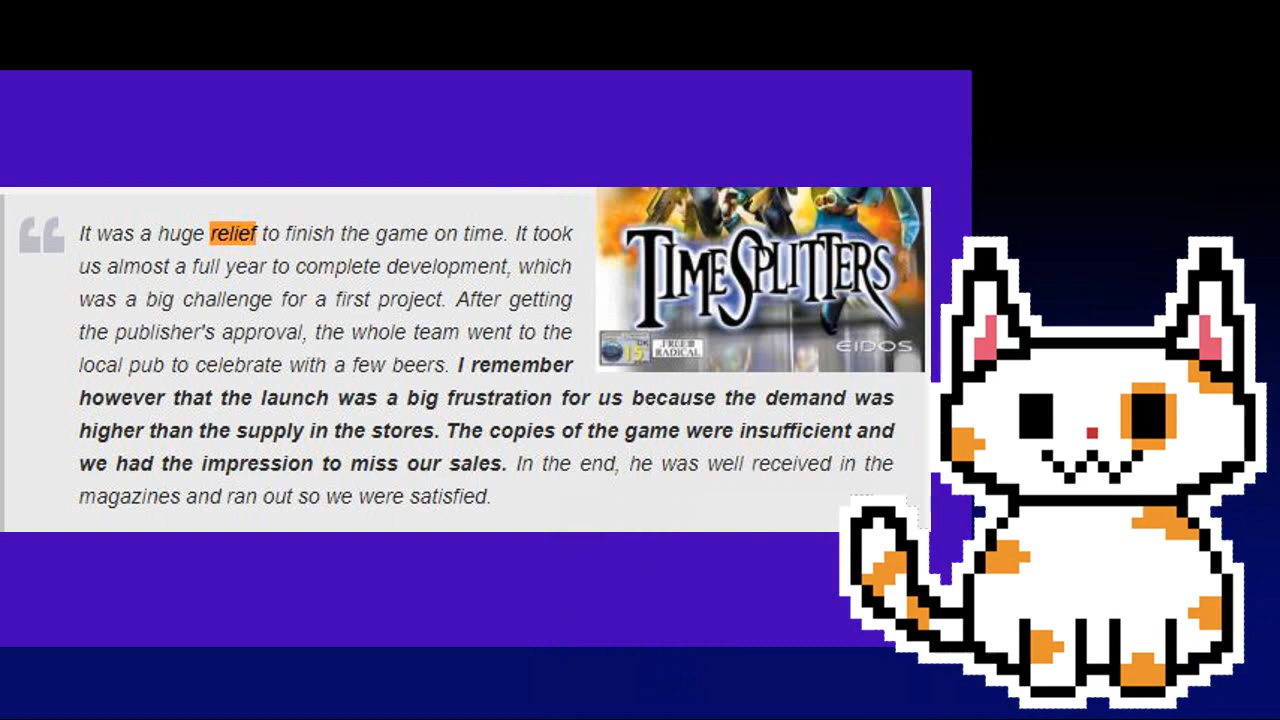 It was a huge relief to finish the game on time. It took
us almost a full year to complete development, which
was a big challenge for a first project. After getting
the publisher's approval, the whole team went to the
local pub to celebrate with a few beers. I remember
however that the launch was a big frustration for us because the demand was
higher than the supply in the stores. The copies of the game were insufficient and
we had the impression to miss our sales. In the end, he was well received in the
magazines and ran out so we were satisfied.
TIMESPLITTERS
15
FREE
RADICAL
EIDOS